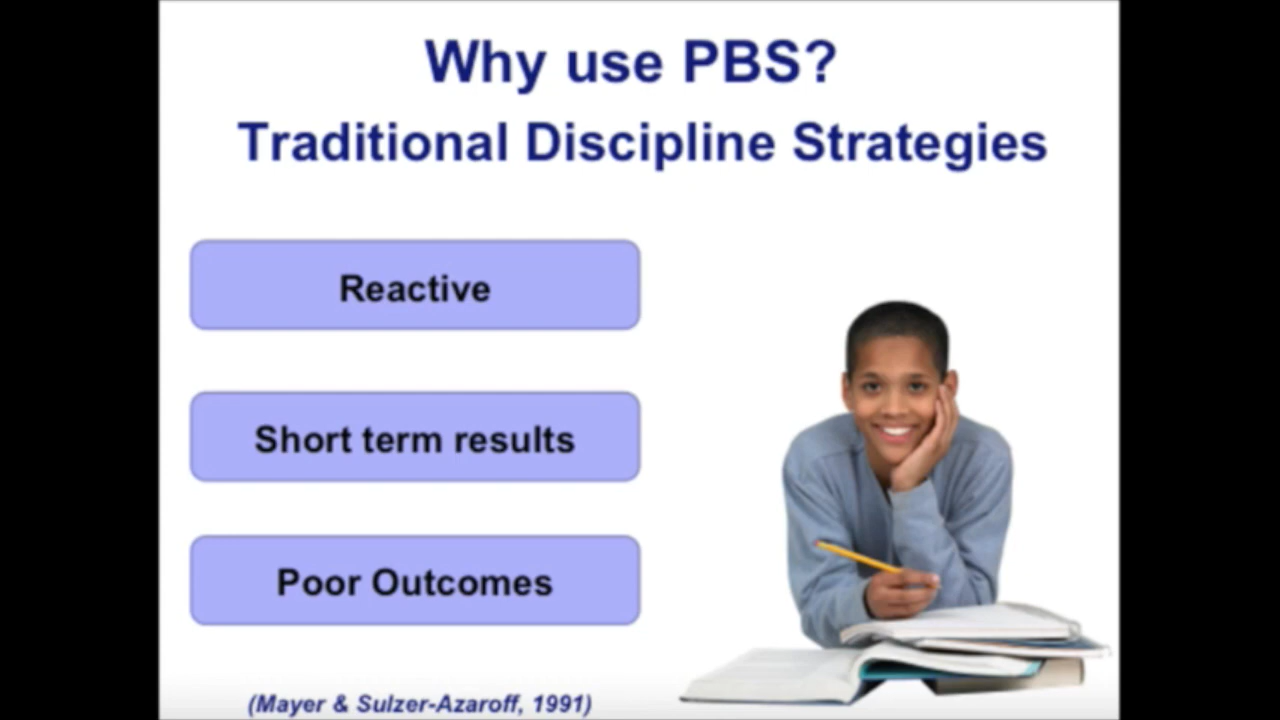 Why use PBS?
Traditional Discipline Strategies
Reactive
Short term results
Poor Outcomes
(Mayer & Sulzer-Azaroff, 1991)